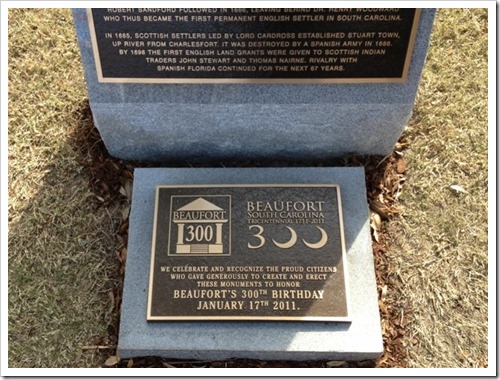 ROBERT SANDFORD FOLLOWED IN 1666, LEAVING BEHIND DR. HENRY WOODWARD
WHO THUS BECAME THE FIRST PERMANENT ENGLISH SETTLER IN SOUTH CAROLINA.
IN 1685, SCOTTISH SETTLERS LED BY LORD CARDROSS ESTABLISHED STUART TOWN,
UP RIVER FROM CHARLESFORT. IT WAS DESTROYED BY A SPANISH ARMY IN 1686.
BY 1698 THE FIRST ENGLISH LAND GRANTS WERE GIVEN TO SCOTTISH INDIAN
TRADERS JOHN STEWART AND THOMAS NAIRNE. RIVALRY WITH
SPANISH FLORIDA CONTINUED FOR THE NEXT 67 YEARS.
BEAUFORT
300
BEAUFORT
SOUTH CAROLINA
TRICENTENNIAL 1711-2011
300
WE CELEBRATE AND RECOGNIZE THE PROUD CITIZENS
WHO GAVE GENEROUSLY TO CREATE AND ERECT
THESE MONUMENTS TO HONOR
BEAUFORT'S 300TH BIRTHDAY
JANUARY 17TH 2011.